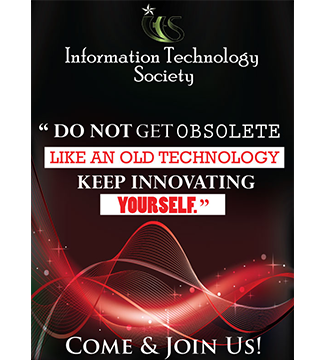 Information Technology
Society
“ DO NOT GET OBSOLETE
LIKE AN OLD TECHNOLOGY
KEEP INNOVATING
YOURSELF.”
COME & JOIN US!